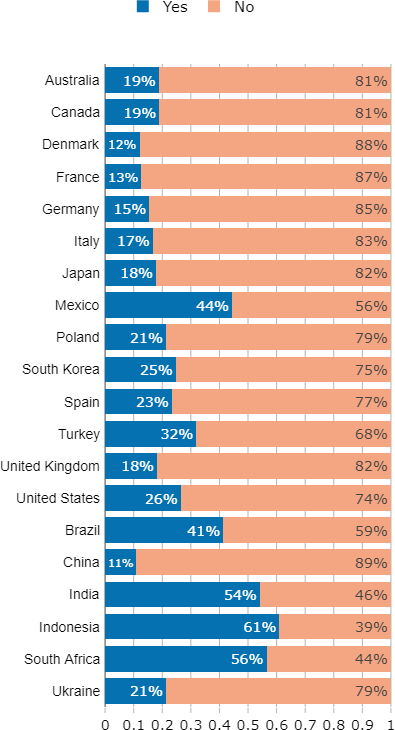 Yes No
Australia 19% 81%
Canada 19% 81%
Denmark 12% 88%
France 13% 87%
Germany 15% 85%
Italy 17% 83%
Japan 18% 82%
Mexico 44% 56%
Poland 21% 79%
South Korea 25% 75%
Spain 23% 77%
Turkey 32% 68%
United Kingdom 18% 82%
United States 26% 74%
Brazil 41% 59%
China 11% 89%
India 54% 46%
Indonesia 61% 39%
South Africa 56% 44%
Ukraine 21% 79%
0 0.1 0.2 0.3 0.4 0.5 0.6 0.7 0.8 0.9 1